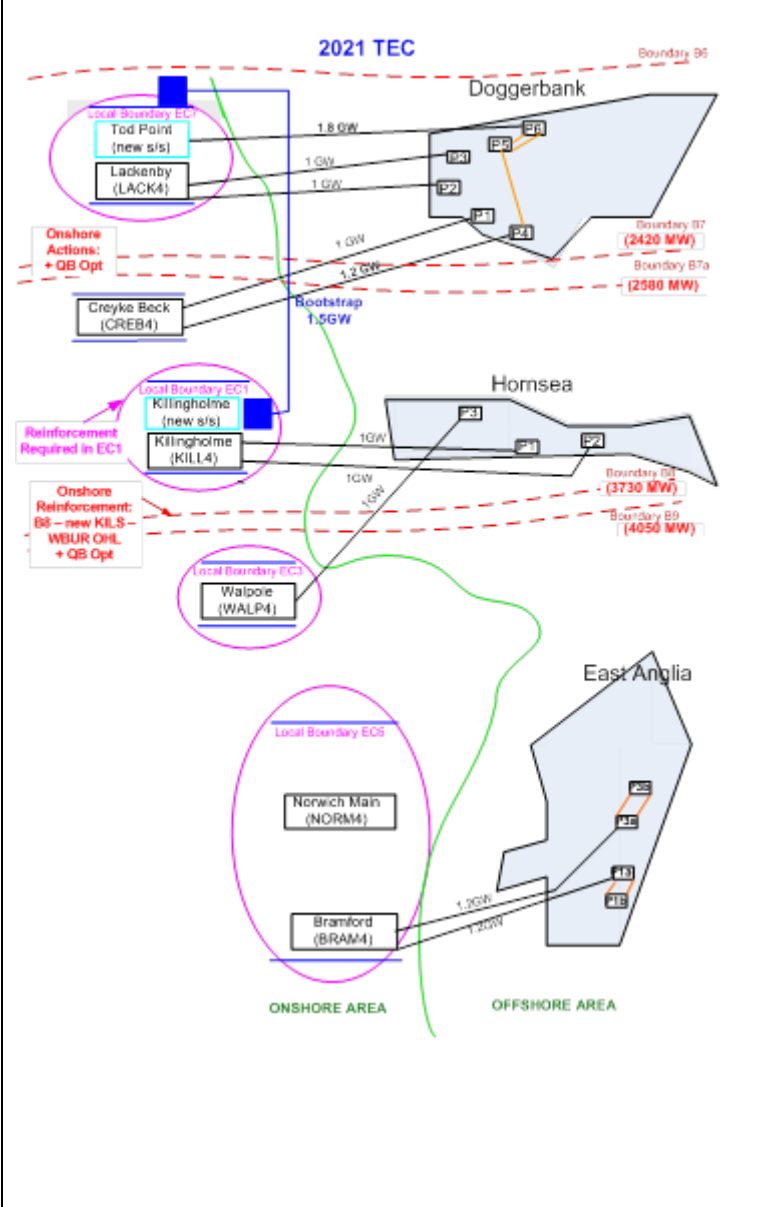 2021 TEC
Boundary B6
Doggerbank
Local Boundary EC7
Tod Point
(new s/s)
1.8 GW
P6
P5
Lackenby
(LACK4)
1 GW
P3
1 GW
P2
P1
P4
Onshore
Actions:
+ QB Opt
1 GW
1.2 GW
Boundary B7
(2420 MW)
Boundary B7a
(2580 MW)
Creyke Beck
(CREB4)
Bootstrap
1.5GW
Hornsea
Local Boundary EC1
Killingholme
(new s/s)
Killingholme
(KILL4)
Reinforcement
Required in EC1
P3
1GW
P1
P2
1GW
1GW
Boundary B8
(3730 MW)
Boundary B9
(4050 MW)
Onshore
Reinforcement:
B8 – new KILS –
WBUR OHL
+ QB Opt
Local Boundary EC3
Walpole
(WALP4)
East Anglia
Local Boundary EC5
Norwich Main
(NORM4)
P3b
P3a
P1a
P1b
Bramford
(BRAM4)
1.2GW
1.2GW
ONSHORE AREA
OFFSHORE AREA